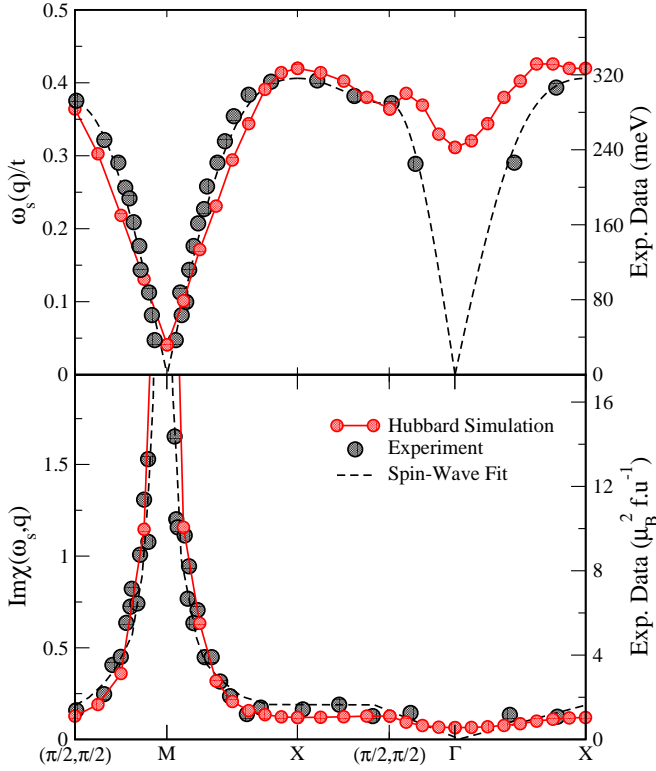 0.5
0.4
0.3
0.2
0.1
0
ω_s(q)/t
320
240
160
80
0
Exp. Data (meV)
1.5
1
0.5
0
Imχ(ω_s,q)
16
12
8
4
0
Exp. Data (μ_B^2 f.u^-1)
Hubbard Simulation
Experiment
Spin-Wave Fit
(π/2,π/2) M X (π/2,π/2) Γ X